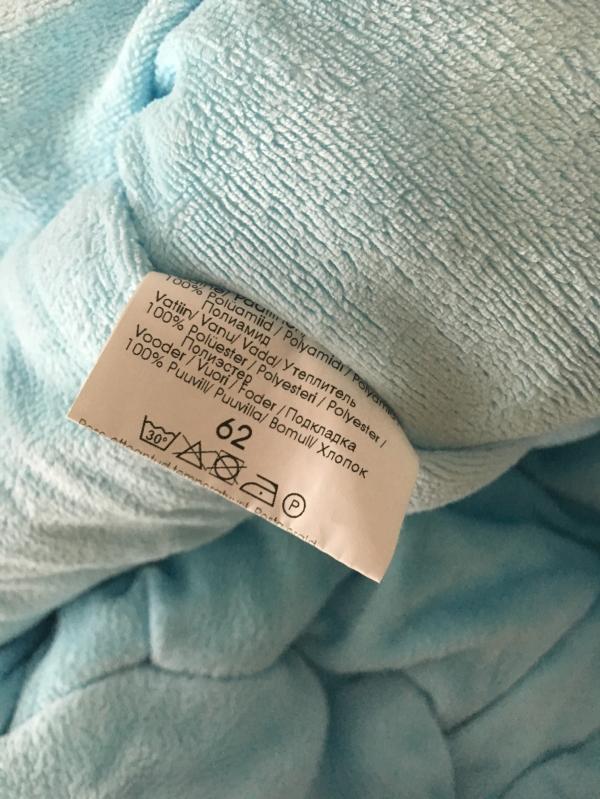 100% Polüamiid / Polyamidi / Polyamid /
Полиамид
Vatiin/ Vanu/ Vadd/ Утеплитель
100% Polüester / Polyesteri / Polyester /
Полиэстер
Vooder / Vuori / Foder / Подкладка
100% Puuvill/ Puuvilla/ Bomull/ Хлопок
62
30°
P